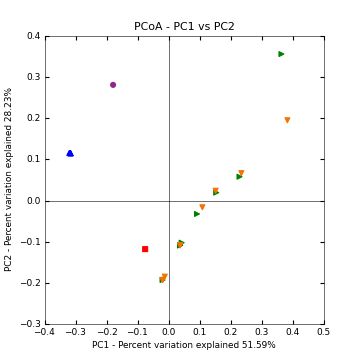 PCoA - PC1 vs PC2
0.4
0.3
0.2
0.1
0.0
−0.1
−0.2
−0.3
−0.4 −0.3 −0.2 −0.1 0.0 0.1 0.2 0.3 0.4 0.5
PC2 - Percent variation explained 28.23%
PC1 - Percent variation explained 51.59%